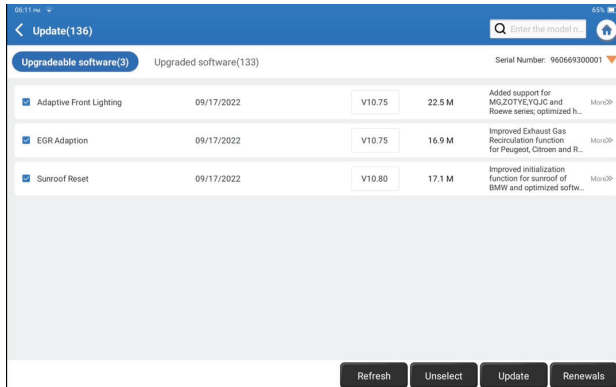 06:11 PM 65%
Update(136) Enter the model n...
Upgradeable software(3) Upgraded software(133) Serial Number: 960669300001
Adaptive Front Lighting 09/17/2022 V10.75 22.5 M Added support for
MG,ZOTYE,YQJC and
Roewe series; optimized h... More>>
EGR Adaption 09/17/2022 V10.75 16.9 M Improved Exhaust Gas
Recirculation function
for Peugeot, Citroen and R... More>>
Sunroof Reset 09/17/2022 V10.80 17.1 M Improved initialization
function for sunroof of
BMW and optimized softw... More>>
Refresh Unselect Update Renewals